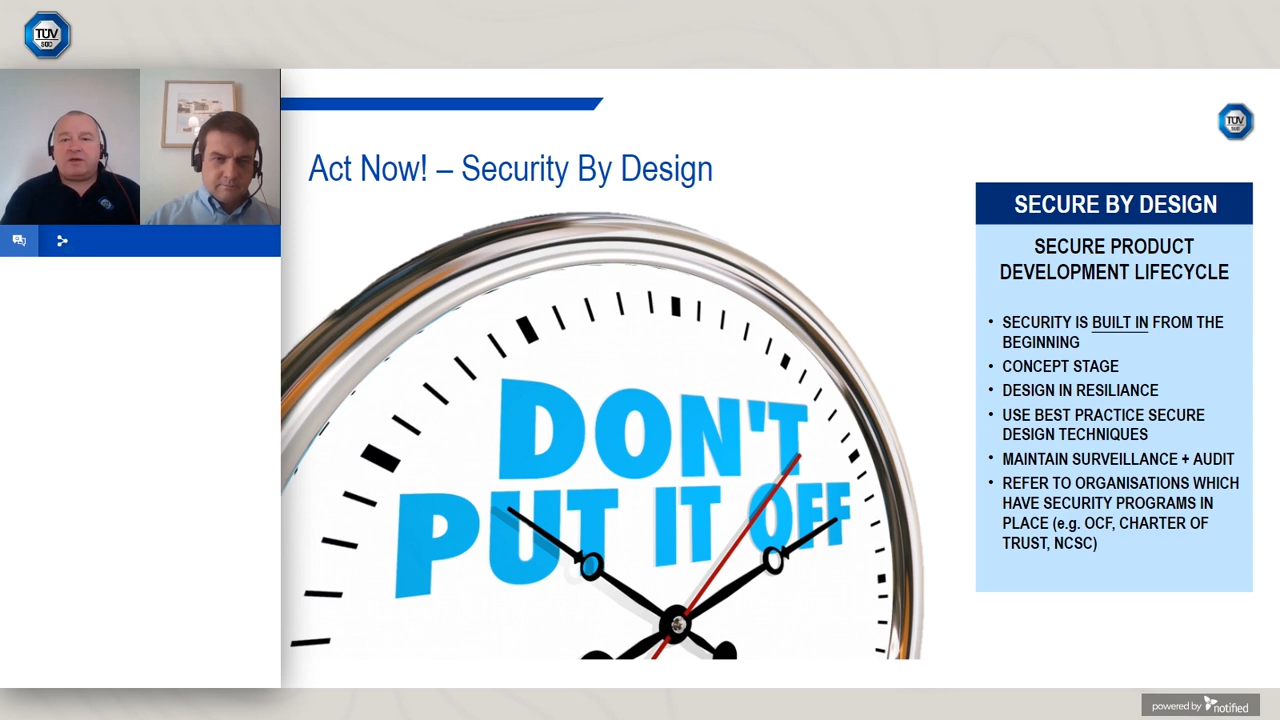 TÜV
SÜD
Act Now! – Security By Design
TÜV
SÜD
DON'T
PUT IT OFF
SECURE BY DESIGN
SECURE PRODUCT
DEVELOPMENT LIFECYCLE
• SECURITY IS BUILT IN FROM THE
BEGINNING
• CONCEPT STAGE
• DESIGN IN RESILIANCE
• USE BEST PRACTICE SECURE
DESIGN TECHNIQUES
• MAINTAIN SURVEILLANCE + AUDIT
• REFER TO ORGANISATIONS WHICH
HAVE SECURITY PROGRAMS IN
PLACE (e.g. OCF, CHARTER OF
TRUST, NCSC)
powered by notified